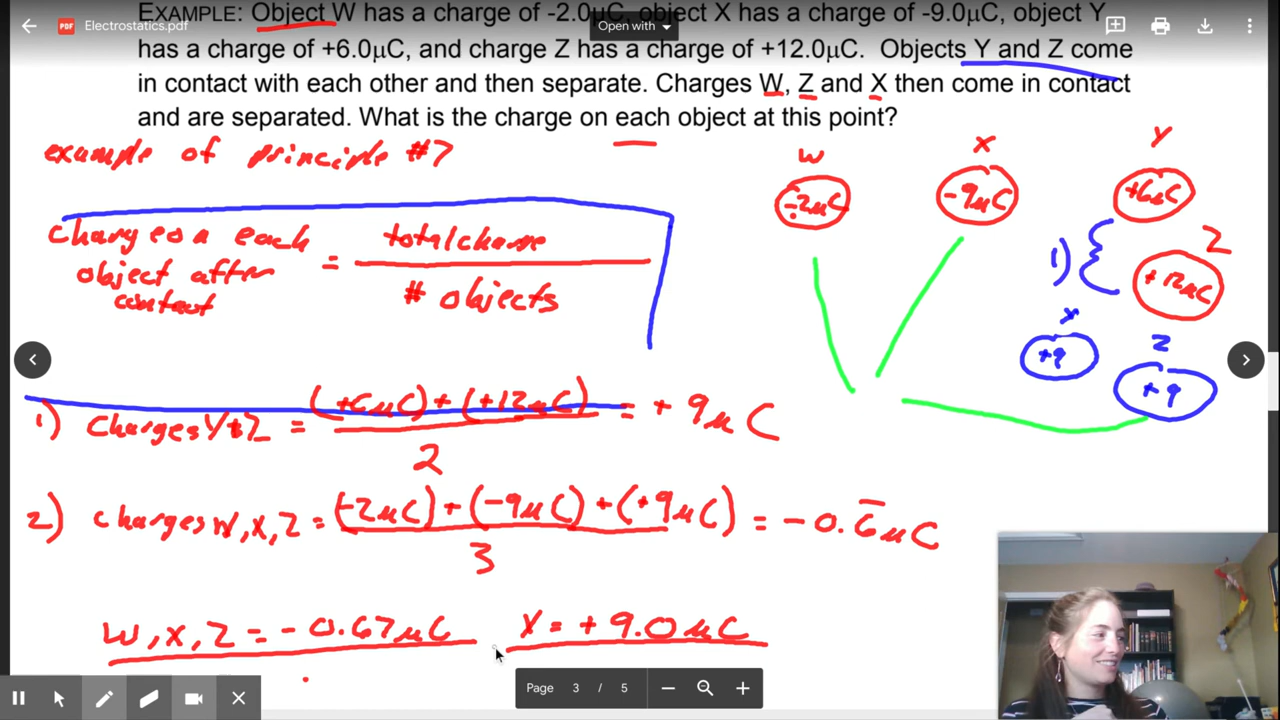 EXAMPLE: Object W has a charge of -2.0μC, object X has a charge of -9.0μC, object Y
PDF Electrostatics.pdf
Open with
has a charge of +6.0μC, and charge Z has a charge of +12.0μC. Objects Y and Z come
in contact with each other and then separate. Charges W, Z and X then come in contact
and are separated. What is the charge on each object at this point?
example of principle #7
W
X
Y
-2μC
-9μC
+6μC
charge on each object after contact = total charge / # objects
1)
Z
+12μC
X
+9
Z
+9
1) Charges Y+Z = (+6μC) + (+12μC) / 2 = + 9μC
2) charges W, X, Z = (-2μC) + (-9μC) + (+9μC) / 3 = -0.6̅μC
W, X, Z = -0.67μC
X = +9.0μC
Page 3 / 5